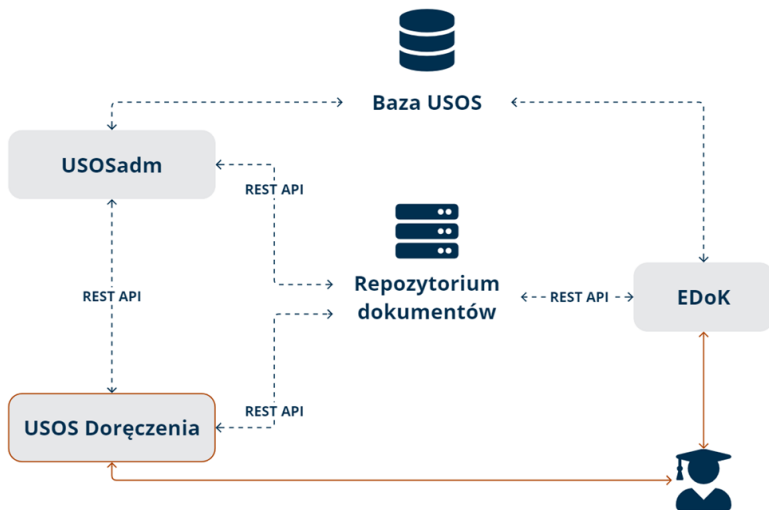 Baza USOS
USOSadm
REST API
Repozytorium
dokumentów
REST API
REST API
EDoK
REST API
USOS Doręczenia